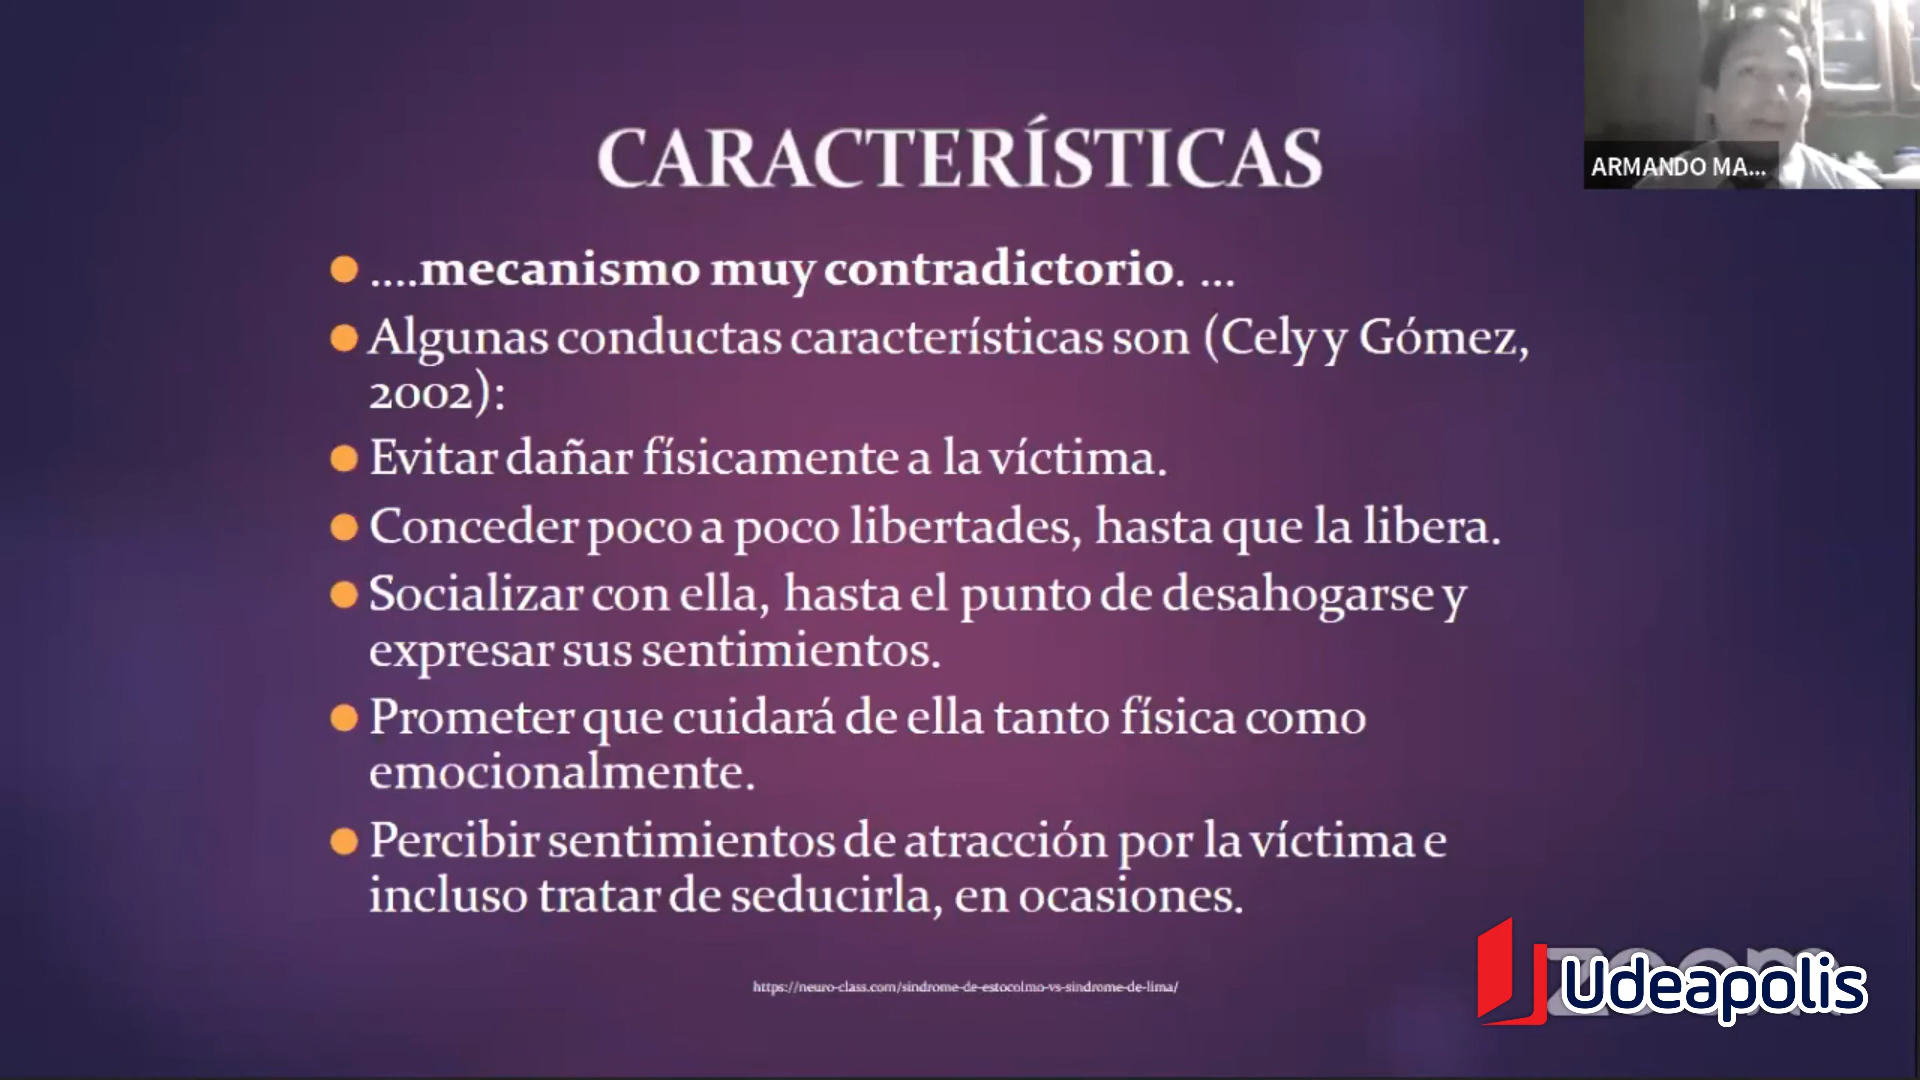 ARMANDO MA...
CARACTERÍSTICAS
....mecanismo muy contradictorio. ...
Algunas conductas características son (Cely y Gómez,
2002):
Evitar dañar físicamente a la víctima.
Conceder poco a poco libertades, hasta que la libera.
Socializar con ella, hasta el punto de desahogarse y
expresar sus sentimientos.
Prometer que cuidará de ella tanto física como
emocionalmente.
Percibir sentimientos de atracción por la víctima e
incluso tratar de seducirla, en ocasiones.
https://neuro-class.com/sindrome-de-estocolmo-vs-sindrome-de-lima/
zoom
Udeapolis